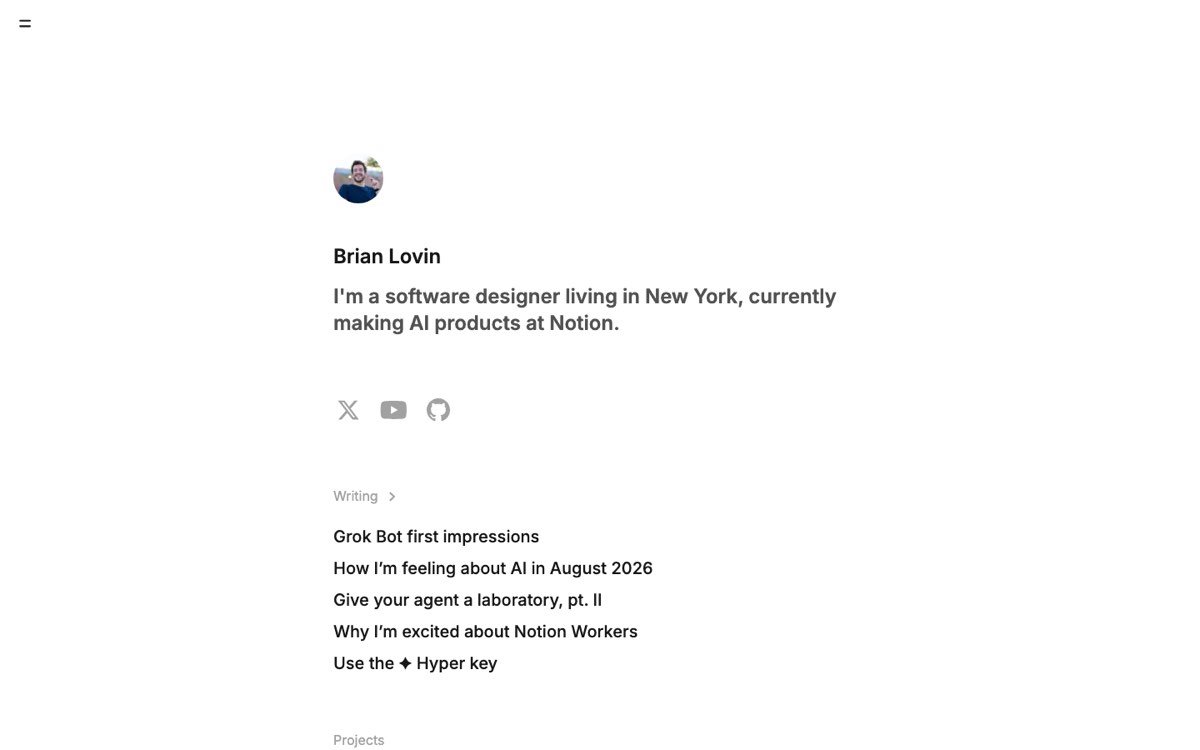 Brian Lovin
I'm a software designer living in New York, currently
making AI products at Notion.
Writing
Grok Bot first impressions
How I’m feeling about AI in August 2026
Give your agent a laboratory, pt. II
Why I’m excited about Notion Workers
Use the ✦ Hyper key
Projects